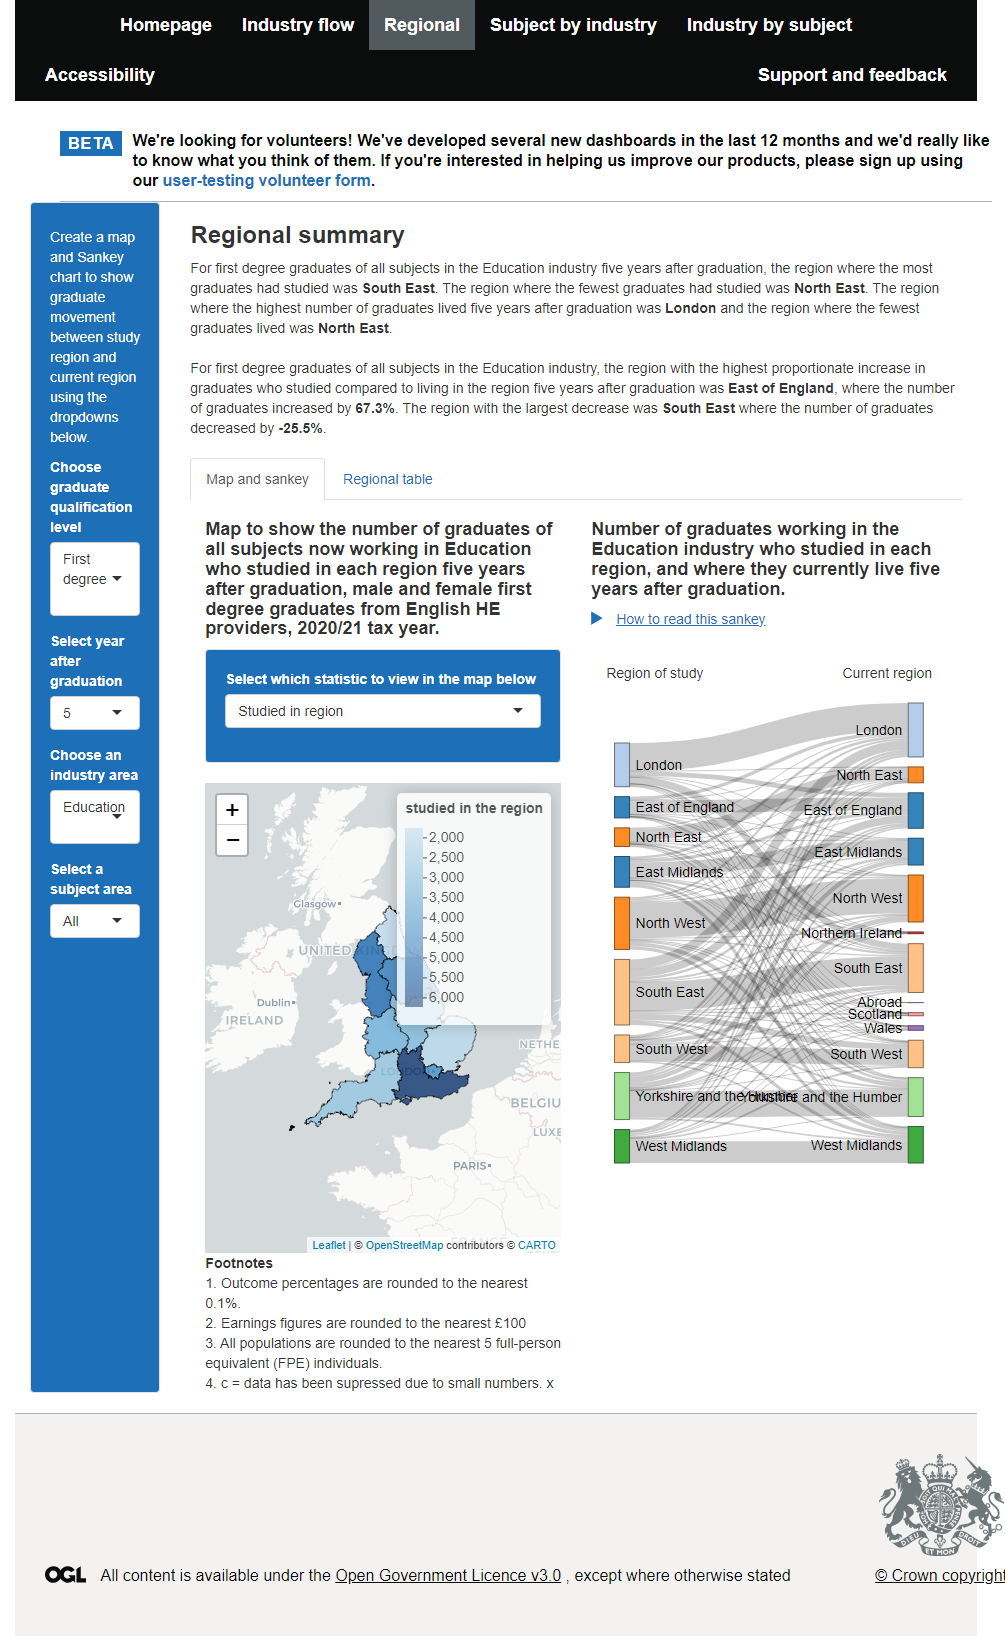 Homepage
Industry flow
Regional
Subject by industry
Industry by subject
Accessibility
Support and feedback
BETA
We're looking for volunteers! We've developed several new dashboards in the last 12 months and we'd really like
to know what you think of them. If you're interested in helping us improve our products, please sign up using
our user-testing volunteer form.
Create a map
and Sankey
chart to show
graduate
movement
between study
region and
current region
using the
dropdowns
below.
Choose
graduate
qualification
level
First
degree
Select year
after
graduation
5
Choose an
industry area
Education
Select a
subject area
All
Regional summary
For first degree graduates of all subjects in the Education industry five years after graduation, the region where the most
graduates had studied was South East. The region where the fewest graduates had studied was North East. The region
where the highest number of graduates lived five years after graduation was London and the region where the fewest
graduates lived was North East.
For first degree graduates of all subjects in the Education industry, the region with the highest proportionate increase in
graduates who studied compared to living in the region five years after graduation was East of England, where the number
of graduates increased by 67.3%. The region with the largest decrease was South East where the number of graduates
decreased by -25.5%.
Map and sankey
Regional table
Map to show the number of graduates of
all subjects now working in Education
who studied in each region five years
after graduation, male and female first
degree graduates from English HE
providers, 2020/21 tax year.
Select which statistic to view in the map below
Studied in region
+
−
studied in the region
2,000
2,500
3,000
3,500
4,000
4,500
5,000
5,500
6,000
Glasgow
UNITED KINGDOM
Dublin
IRELAND
LONDON
NETHE
BELGIU
LUXE
PARIS
FRANCE
Leaflet | © OpenStreetMap contributors © CARTO
Footnotes
1. Outcome percentages are rounded to the nearest
0.1%.
2. Earnings figures are rounded to the nearest £100
3. All populations are rounded to the nearest 5 full-person
equivalent (FPE) individuals.
4. c = data has been supressed due to small numbers. x
Number of graduates working in the
Education industry who studied in each
region, and where they currently live five
years after graduation.
How to read this sankey
Region of study
Current region
London
East of England
North East
East Midlands
North West
South East
South West
Yorkshire and the Humber
West Midlands
London
North East
East of England
East Midlands
North West
Northern Ireland
South East
Abroad
Scotland
Wales
South West
Yorkshire and the Humber
West Midlands
DIEU ET MON DROIT
OGL
All content is available under the Open Government Licence v3.0 , except where otherwise stated
© Crown copyright